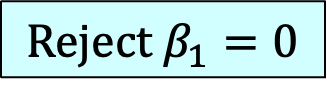 Reject β₁ = 0